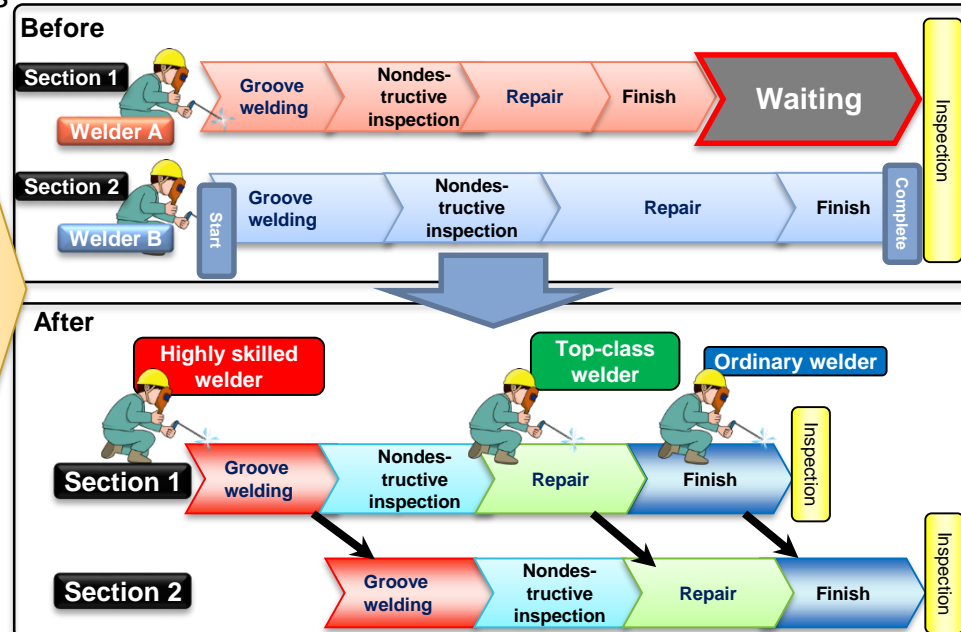 s
Before
Section 1
Welder A
Groove
welding
Nondes-
tructive
inspection
Repair
Finish
Waiting
Inspection
Section 2
Welder B
Start
Groove
welding
Nondes-
tructive
inspection
Repair
Finish
Complete
After
Highly skilled
welder
Top-class
welder
Ordinary welder
Section 1
Groove
welding
Nondes-
tructive
inspection
Repair
Finish
Inspection
Section 2
Groove
welding
Nondes-
tructive
inspection
Repair
Finish
Inspection